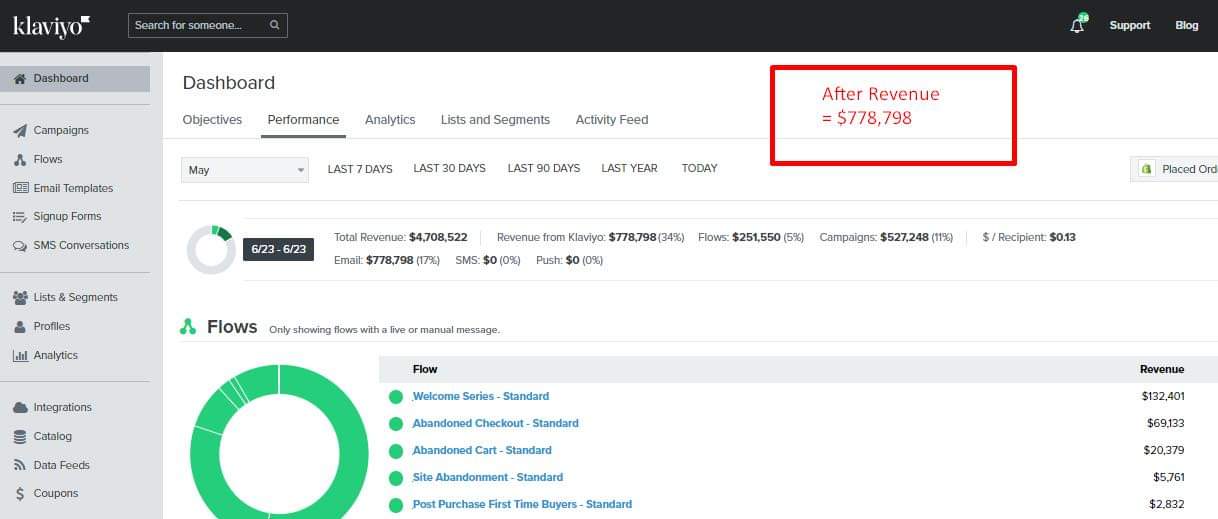 klaviyo
Search for someone...
26
Support
Blog
Dashboard
Campaigns
Flows
Email Templates
Signup Forms
SMS Conversations
Lists & Segments
Profiles
Analytics
Integrations
Catalog
Data Feeds
Coupons
Dashboard
After Revenue
= $778,798
Objectives Performance Analytics Lists and Segments Activity Feed
May LAST 7 DAYS LAST 30 DAYS LAST 90 DAYS LAST YEAR TODAY Placed Ord
6/23 - 6/23
Total Revenue: $4,708,522 Revenue from Klaviyo: $778,798 (34%) Flows: $251,550 (5%) Campaigns: $527,248 (11%) $ / Recipient: $0.13
Email: $778,798 (17%) SMS: $0 (0%) Push: $0 (0%)
Flows Only showing flows with a live or manual message.
Flow Revenue
Welcome Series - Standard $132,401
Abandoned Checkout - Standard $69,133
Abandoned Cart - Standard $20,379
Site Abandonment - Standard $5,761
Post Purchase First Time Buyers - Standard $2,832